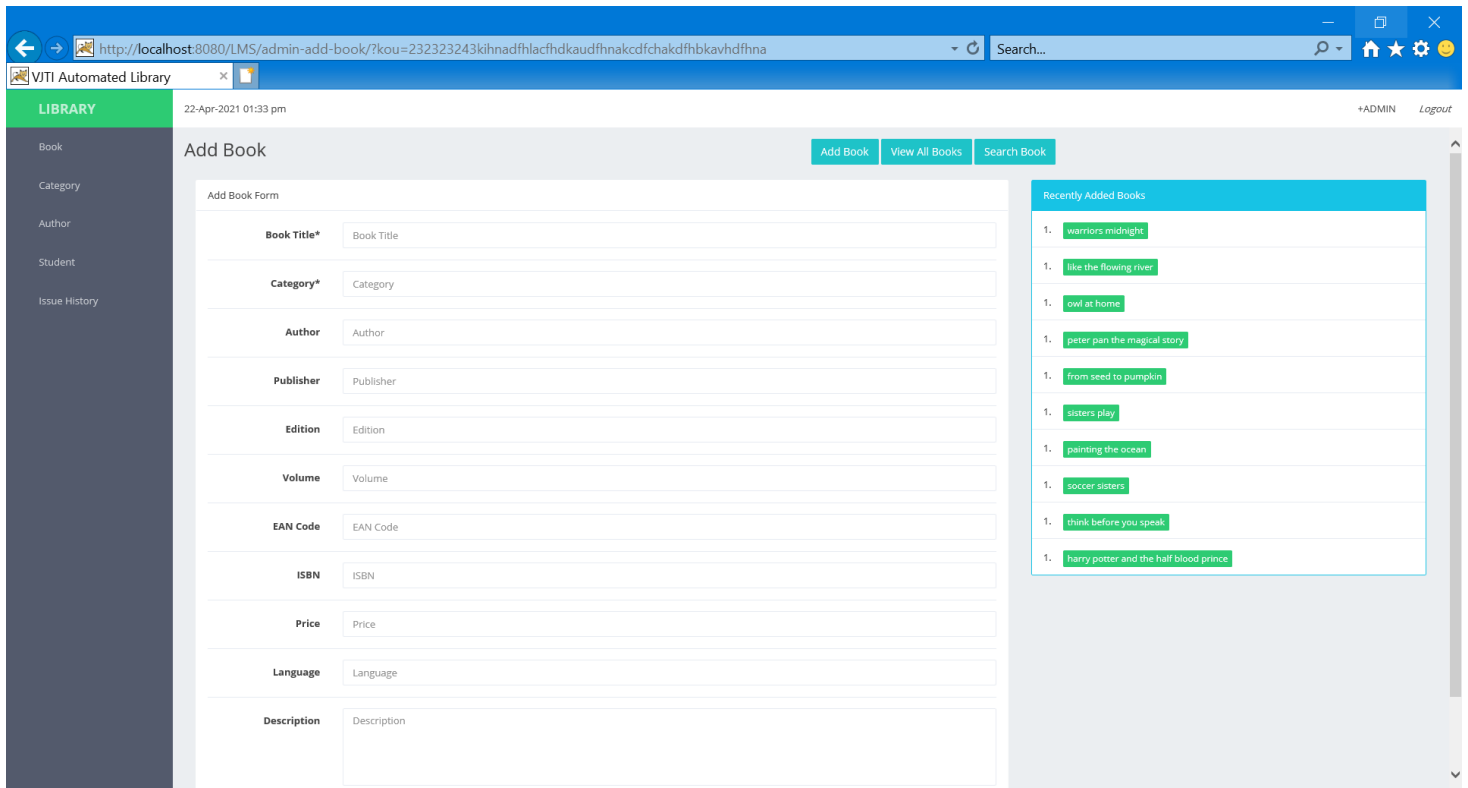 http://localhost:8080/LMS/admin-add-book/?kou=232323243kihnadfhlacfhdkaudfhnakcdfchakdfhbkavhdfhna
Search...
VJTI Automated Library
LIBRARY
22-Apr-2021 01:33 pm
+ADMIN
Logout
Book
Category
Author
Student
Issue History
Add Book
Add Book
View All Books
Search Book
Add Book Form
Book Title* Book Title
Category* Category
Author Author
Publisher Publisher
Edition Edition
Volume Volume
EAN Code EAN Code
ISBN ISBN
Price Price
Language Language
Description Description
Recently Added Books
1. warriors midnight
1. like the flowing river
1. owl at home
1. peter pan the magical story
1. from seed to pumpkin
1. sisters play
1. painting the ocean
1. soccer sisters
1. think before you speak
1. harry potter and the half blood prince